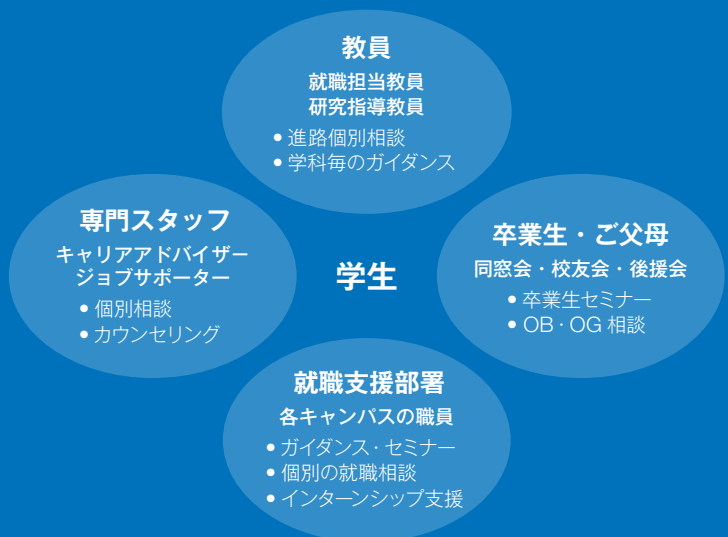 教員
就職担当教員
研究指導教員
• 進路個別相談
• 学科毎のガイダンス
専門スタッフ
キャリアアドバイザー
ジョブサポーター
• 個別相談
• カウンセリング
学生
卒業生・ご父母
同窓会・校友会・後援会
• 卒業生セミナー
• OB・OG 相談
就職支援部署
各キャンパスの職員
• ガイダンス・セミナー
• 個別の就職相談
• インターンシップ支援